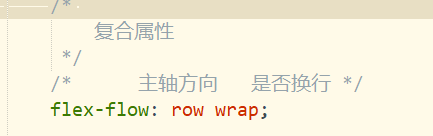 /*
复合属性
*/
/* 主轴方向 是否换行 */
flex-flow: row wrap;